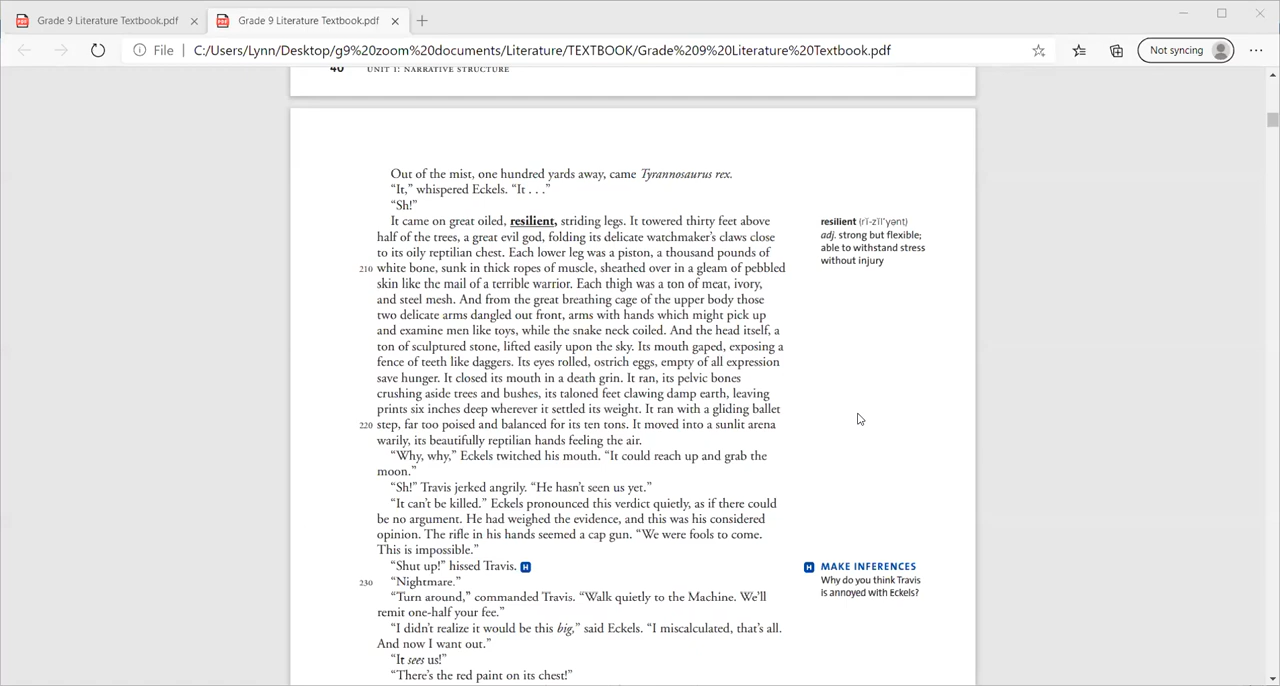 Grade 9 Literature Textbook.pdf
Grade 9 Literature Textbook.pdf
File | C:/Users/Lynn/Desktop/g9%20zoom%20documents/Literature/TEXTBOOK/Grade%209%20Literature%20Textbook.pdf
Not syncing
40 UNIT 1: NARRATIVE STRUCTURE
Out of the mist, one hundred yards away, came Tyrannosaurus rex.
“It,” whispered Eckels. “It . . .”
“Sh!”
It came on great oiled, resilient, striding legs. It towered thirty feet above
half of the trees, a great evil god, folding its delicate watchmaker’s claws close
to its oily reptilian chest. Each lower leg was a piston, a thousand pounds of
210 white bone, sunk in thick ropes of muscle, sheathed over in a gleam of pebbled
skin like the mail of a terrible warrior. Each thigh was a ton of meat, ivory,
and steel mesh. And from the great breathing cage of the upper body those
two delicate arms dangled out front, arms with hands which might pick up
and examine men like toys, while the snake neck coiled. And the head itself, a
ton of sculptured stone, lifted easily upon the sky. Its mouth gaped, exposing a
fence of teeth like daggers. Its eyes rolled, ostrich eggs, empty of all expression
save hunger. It closed its mouth in a death grin. It ran, its pelvic bones
crushing aside trees and bushes, its taloned feet clawing damp earth, leaving
prints six inches deep wherever it settled its weight. It ran with a gliding ballet
220 step, far too poised and balanced for its ten tons. It moved into a sunlit arena
warily, its beautifully reptilian hands feeling the air.
“Why, why,” Eckels twitched his mouth. “It could reach up and grab the
moon.”
“Sh!” Travis jerked angrily. “He hasn’t seen us yet.”
“It can’t be killed.” Eckels pronounced this verdict quietly, as if there could
be no argument. He had weighed the evidence, and this was his considered
opinion. The rifle in his hands seemed a cap gun. “We were fools to come.
This is impossible.”
“Shut up!” hissed Travis. H
230 “Nightmare.”
“Turn around,” commanded Travis. “Walk quietly to the Machine. We’ll
remit one-half your fee.”
“I didn’t realize it would be this big,” said Eckels. “I miscalculated, that’s all.
And now I want out.”
“It sees us!”
“There’s the red paint on its chest!”
resilient (rĭ-zĭl′yənt)
adj. strong but flexible;
able to withstand stress
without injury
H MAKE INFERENCES
Why do you think Travis
is annoyed with Eckels?